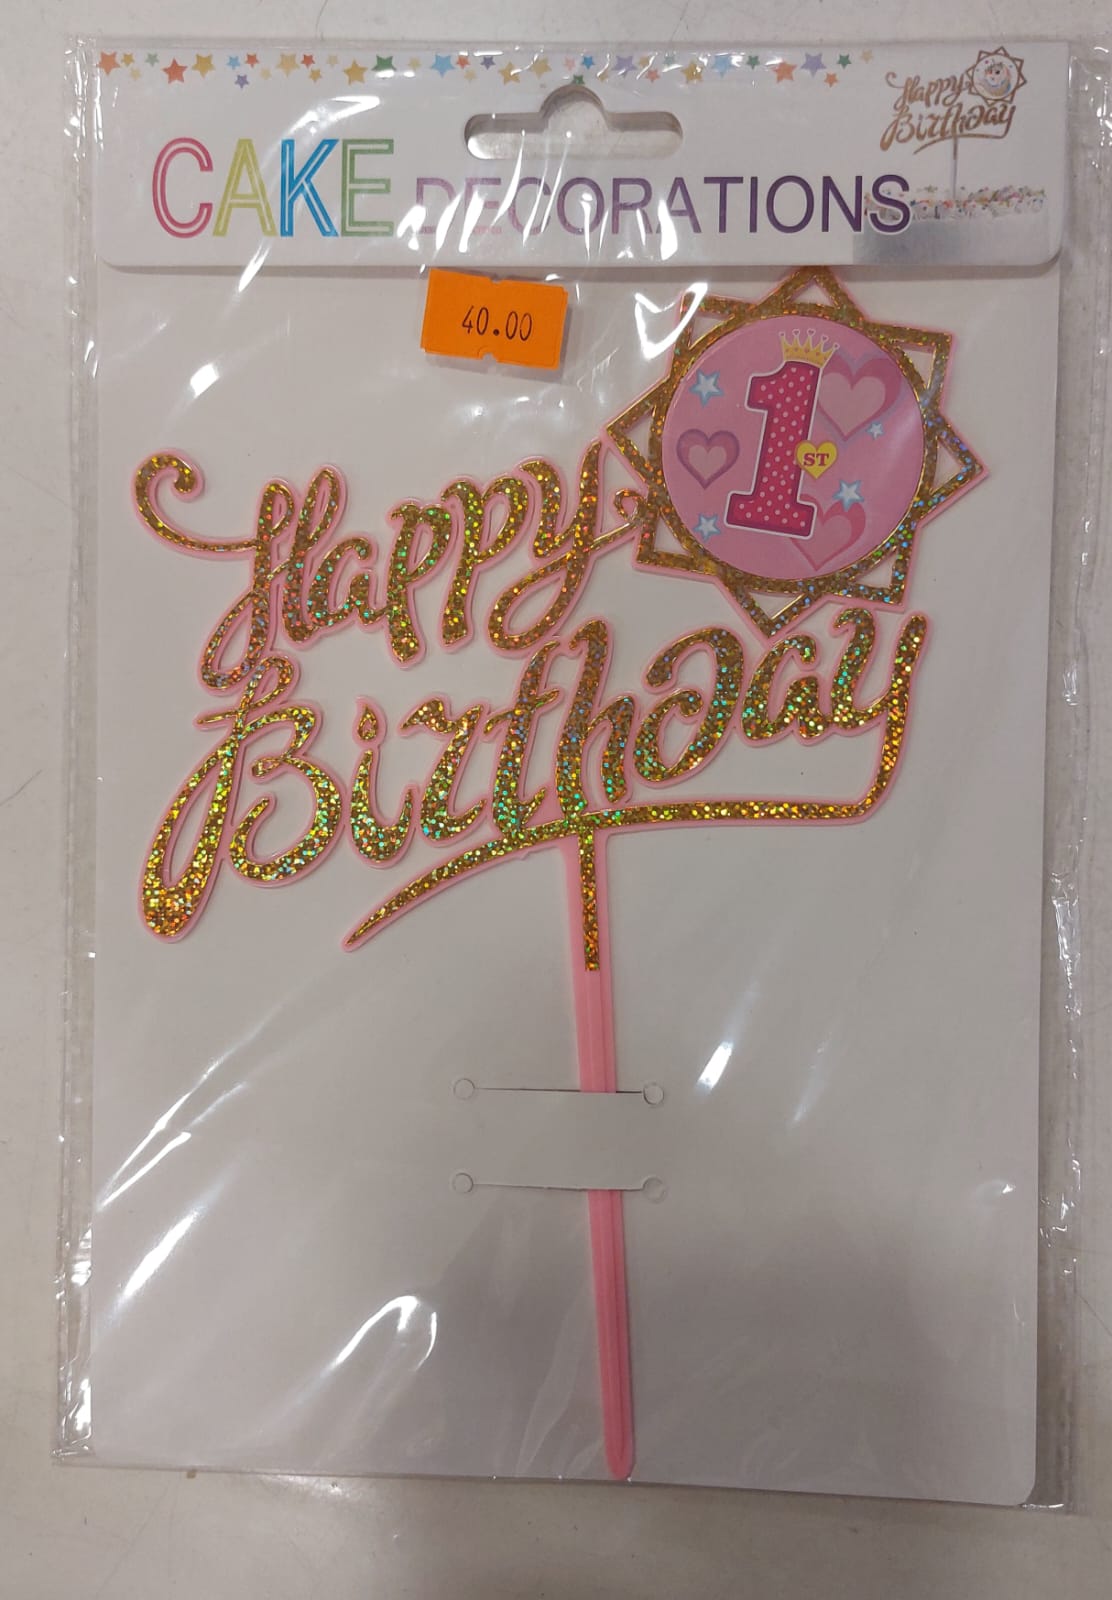 Happy
Birthday
CAKE DECORATIONS
40.00
1
ST
Happy
Birthday